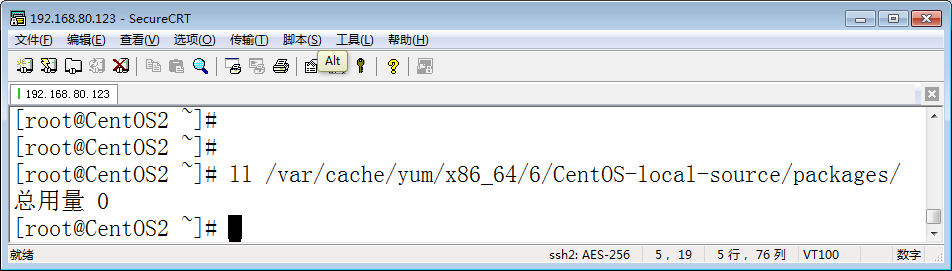 192.168.80.123 - SecureCRT
文件(F) 编辑(E) 查看(V) 选项(O) 传输(T) 脚本(S) 工具(L) 帮助(H)
Alt
192.168.80.123
[root@CentOS2 ~]#
[root@CentOS2 ~]#
[root@CentOS2 ~]# ll /var/cache/yum/x86_64/6/CentOS-local-source/packages/
总用量 0
[root@CentOS2 ~]#
就绪 ssh2: AES-256 5, 19 5 行, 76 列 VT100 数字